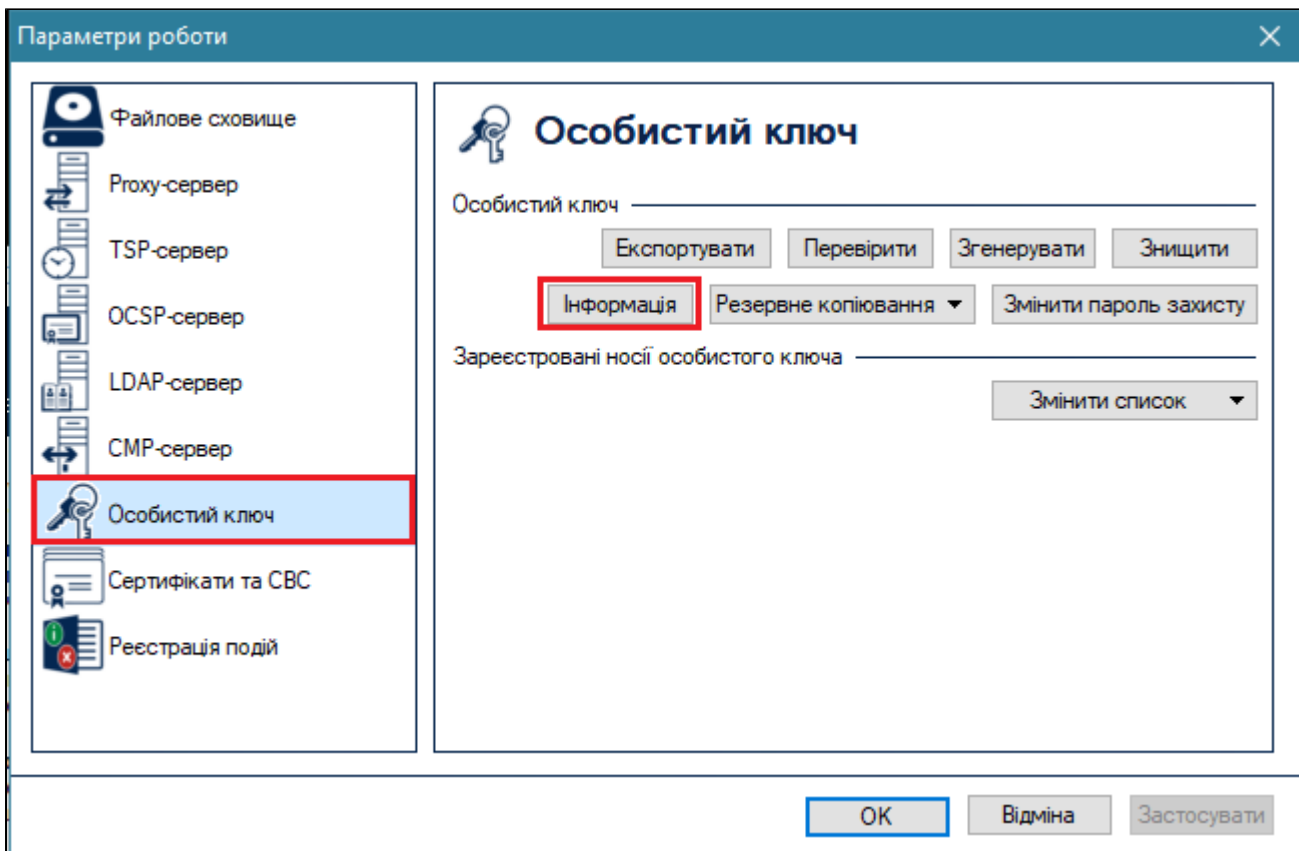 Параметри роботи
Файлове сховище
Proxy-сервер
TSP-сервер
OCSP-сервер
LDAP-сервер
CMP-сервер
Особистий ключ
Сертифікати та СВС
Реєстрація подій
Особистий ключ
Особистий ключ
Експортувати Перевірити Згенерувати Знищити
Інформація Резервне копіювання Змінити пароль захисту
Зареєстровані носії особистого ключа
Змінити список
OK Відміна Застосувати